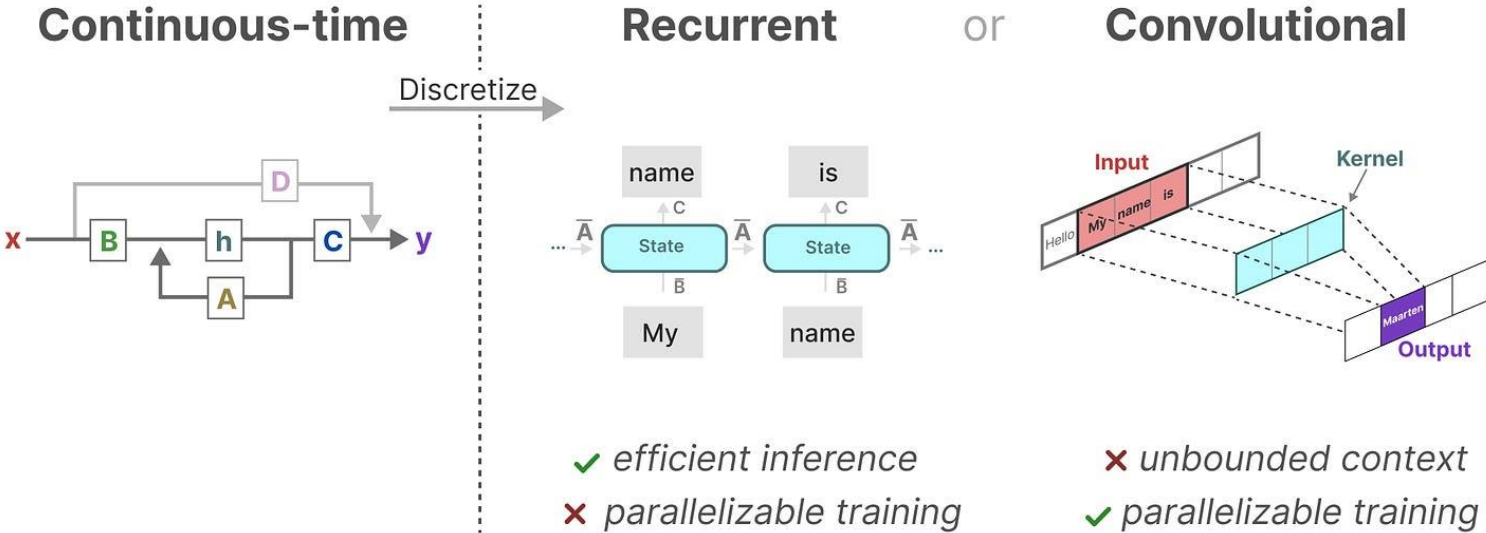 Continuous-time
Discretize
x
B
h
C
y
D
A
Recurrent
or
Convolutional
name
is
C
C
...
A̅
State
A̅
State
A̅
...
B̅
B̅
My
name
✓ efficient inference
✗ parallelizable training
Input
Kernel
Hello
My
name
is
Maarten
Output
✗ unbounded context
✓ parallelizable training